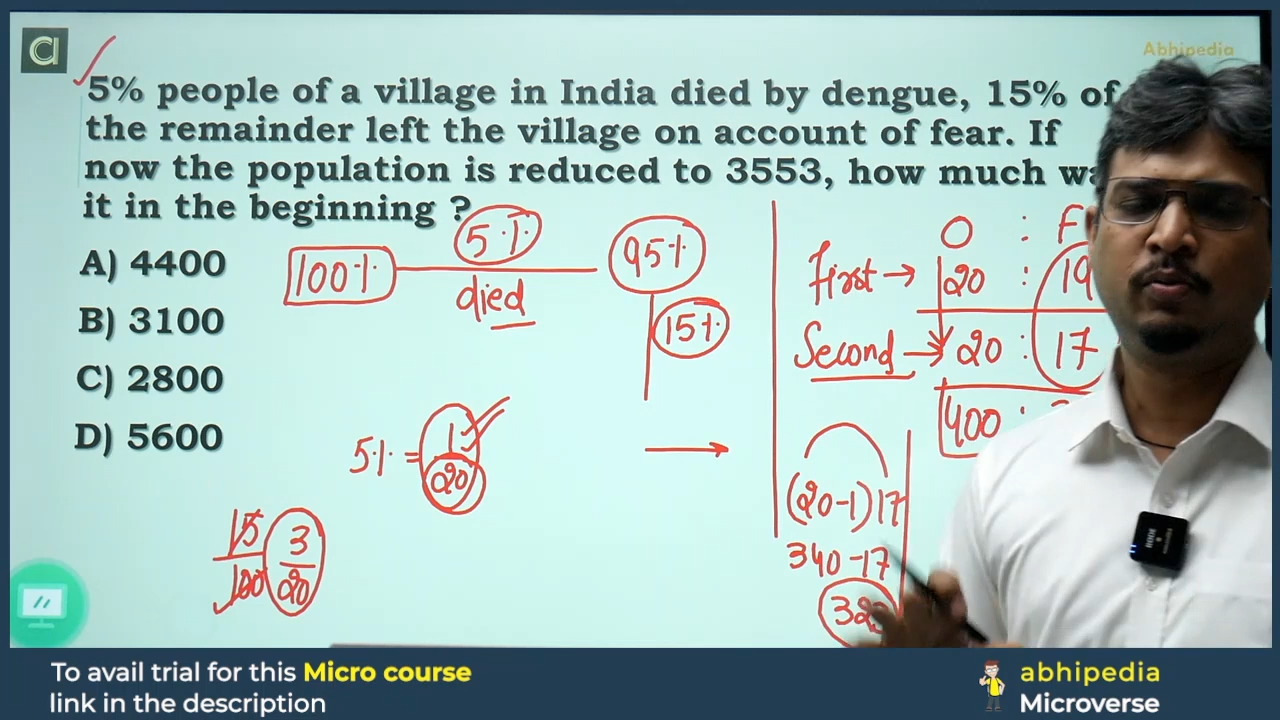 Abhipedia
5% people of a village in India died by dengue, 15% of
the remainder left the village on account of fear. If
now the population is reduced to 3553, how much
it in the beginning ?
A) 4400
B) 3100
C) 2800
D) 5600
100%
5%
died
95%
15%
5% = 1/20
15/100 3/20
O : F
First → 20 : 19
Second → 20 : 17
400 :
(20-1)17
340-17
323
To avail trial for this Micro course
link in the description
abhipedia
Microverse